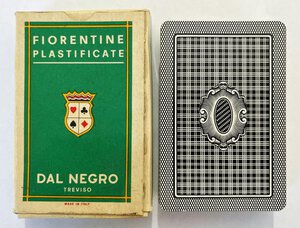 FIORENTINE
PLASTIFICATE
DAL NEGRO
TREVISO
MADE IN ITALY